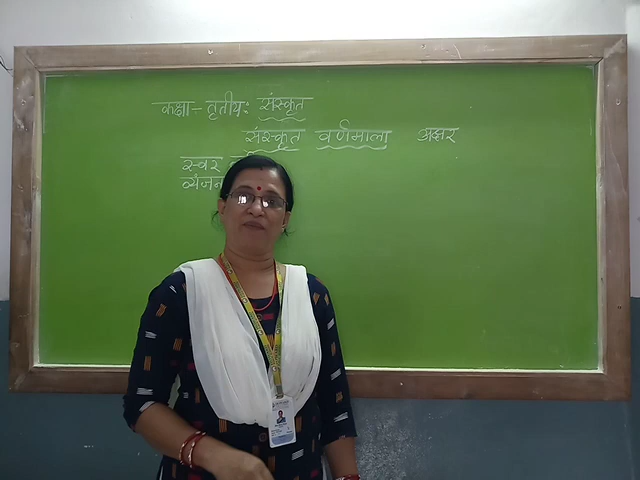 कक्षा - तृतीय: संस्कृत
संस्कृत वर्णमाला अक्षर
स्वर
व्यंजन